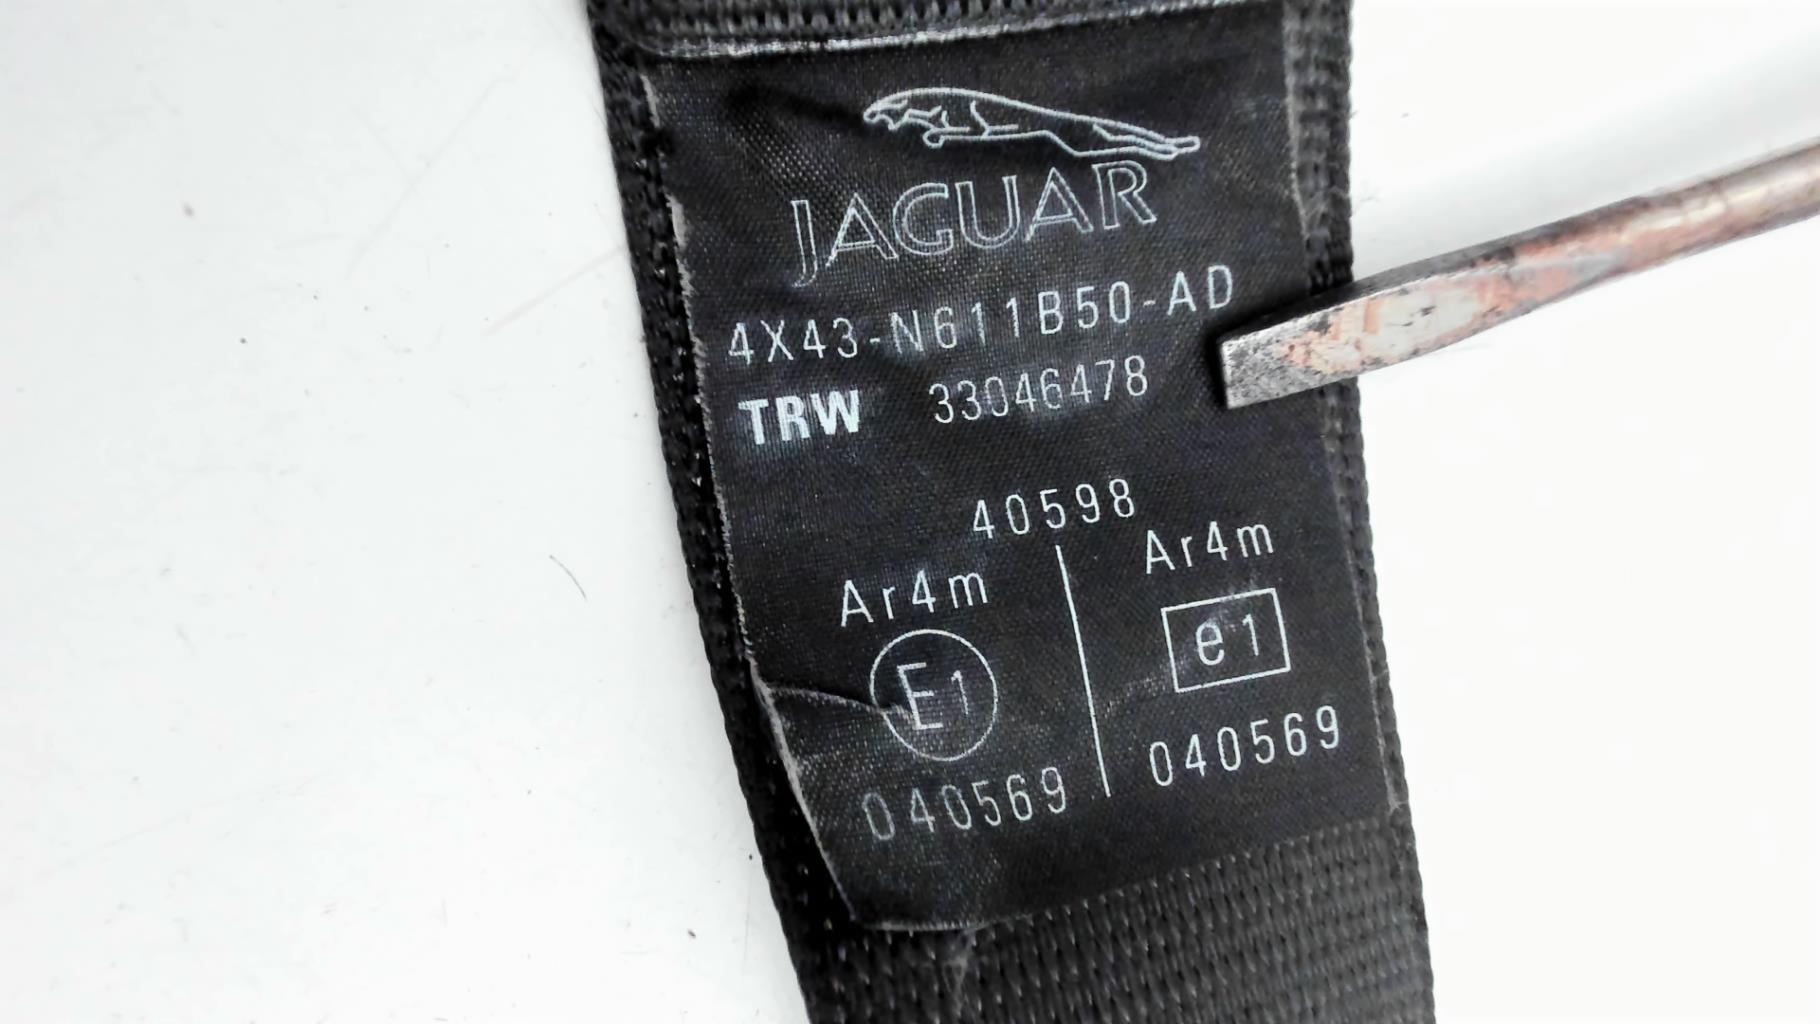 JAGUAR
4X43-N611B50-AD
TRW 33046478
40598
Ar4m
E1
040569
Ar4m
e1
040569